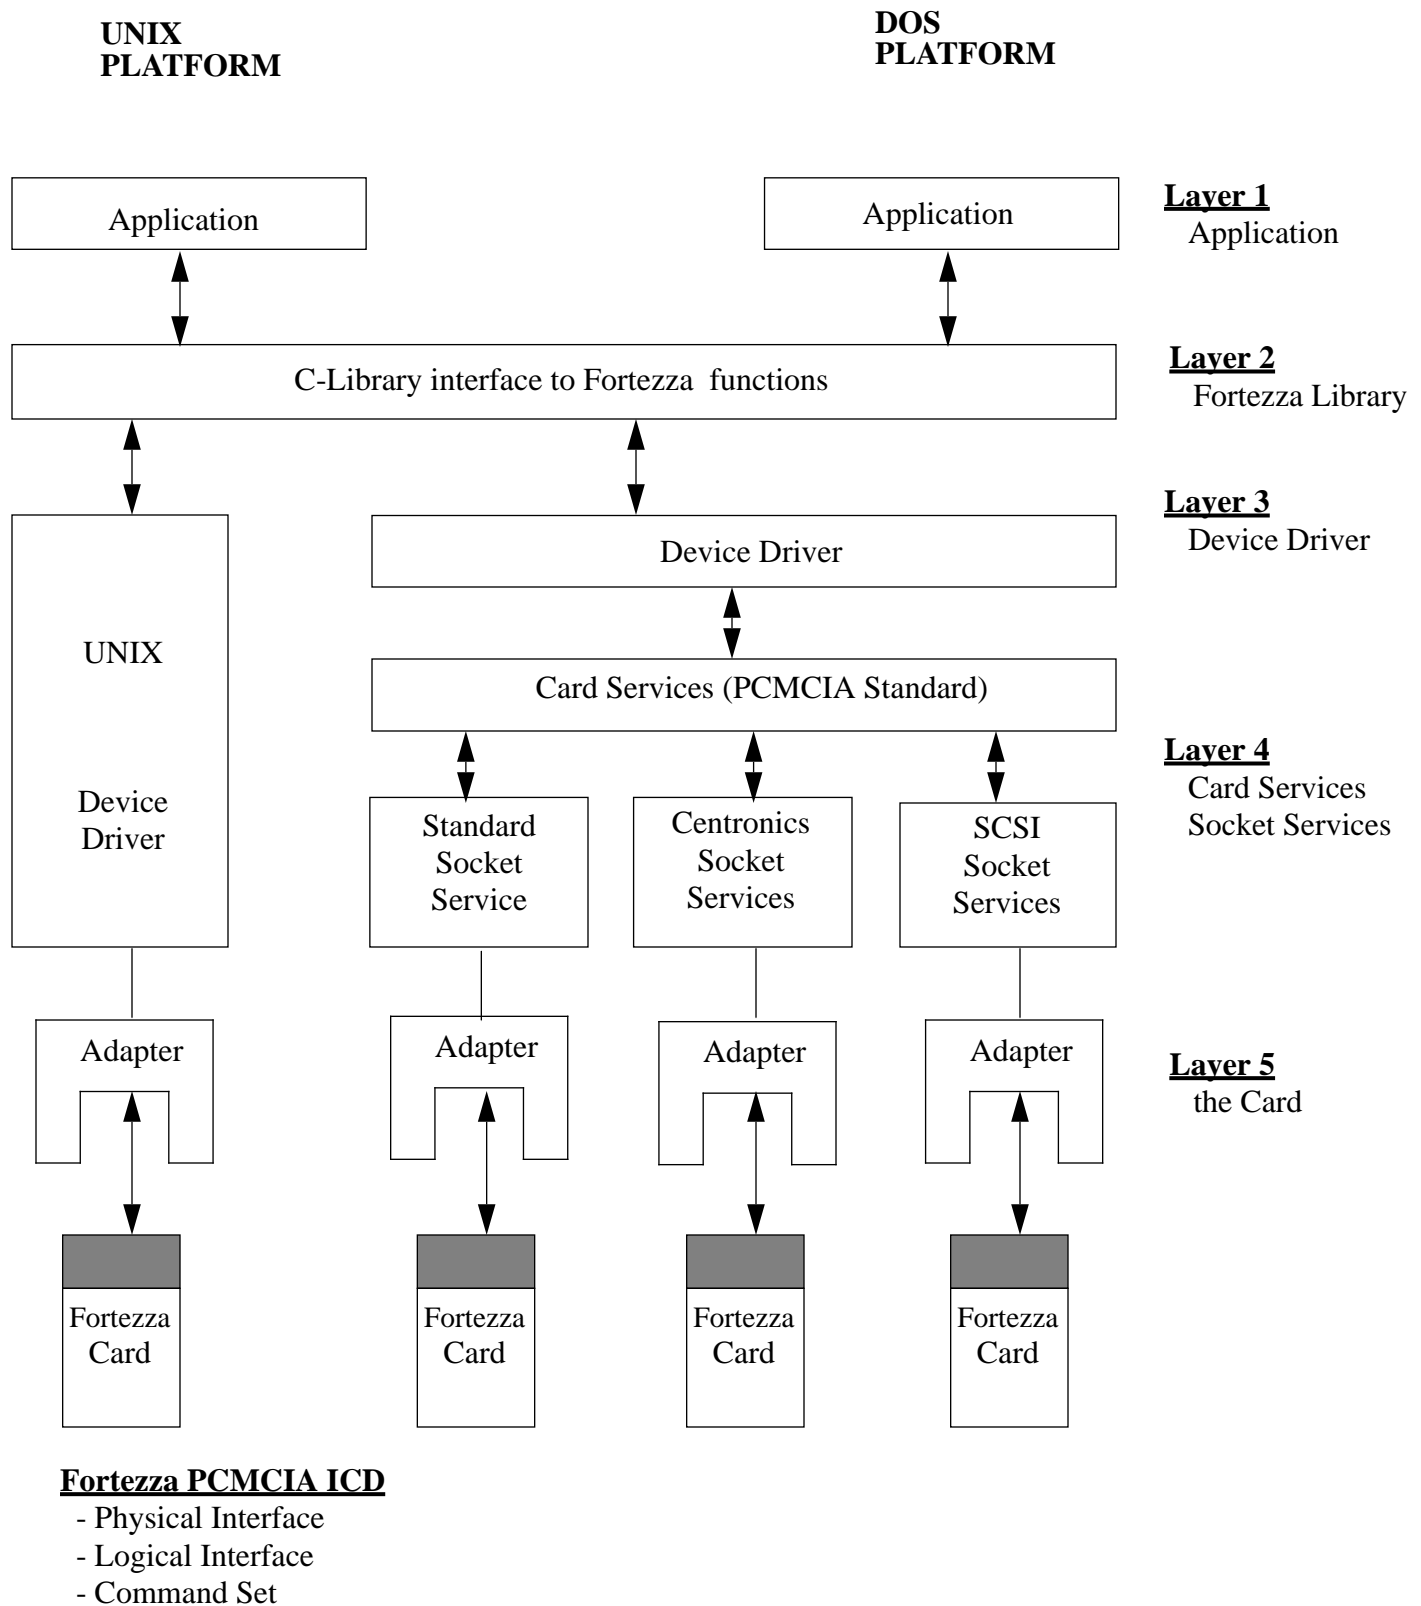 UNIX
PLATFORM
DOS
PLATFORM
Application
Application
Layer 1
Application
C-Library interface to Fortezza functions
Layer 2
Fortezza Library
Layer 3
Device Driver
Device Driver
UNIX
Device
Driver
Card Services (PCMCIA Standard)
Layer 4
Card Services
Socket Services
Standard
Socket
Service
Centronics
Socket
Services
SCSI
Socket
Services
Adapter
Adapter
Adapter
Adapter
Layer 5
the Card
Fortezza
Card
Fortezza
Card
Fortezza
Card
Fortezza
Card
Fortezza PCMCIA ICD
- Physical Interface
- Logical Interface
- Command Set